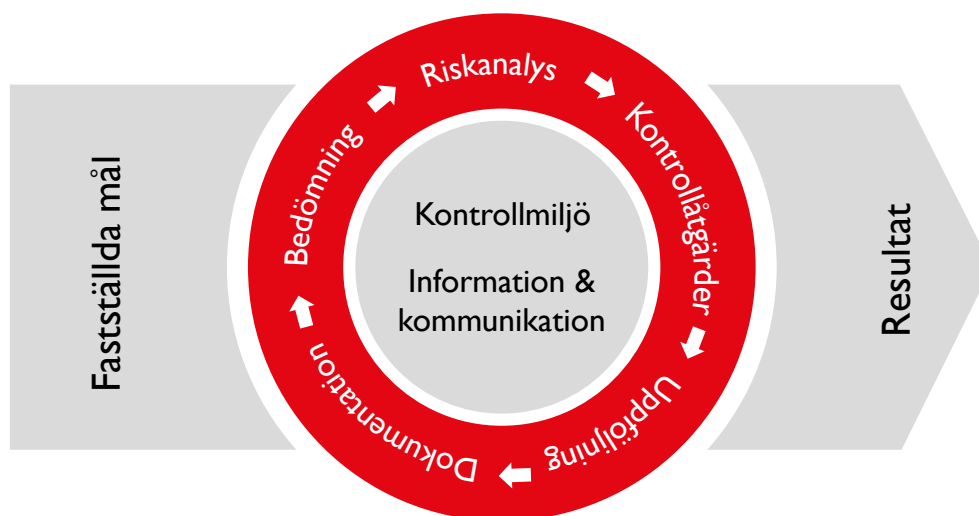 Fastställda mål
Riskanalys
Kontrollåtgärder
Uppföljning
Dokumentation
Bedömning
Kontrollmiljö
Information &
kommunikation
Resultat